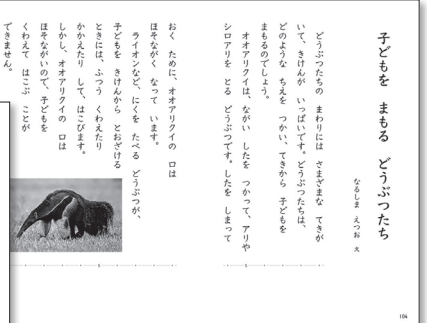 子どもを まもる どうぶつたち
なるしま えつお 文
どうぶつたちの まわりには さまざまな てきが
いて、きけんが いっぱいです。どうぶつたちは、
どのような ちえを つかい、てきから 子どもを
まもるのでしょう。
オオアリクイは、ながい したを つかって、アリや
シロアリを とる どうぶつです。したを しまって
おく ために、オオアリクイの 口は
ほそながく なって います。
ライオンなど、にくを たべる どうぶつが、
子どもを きけんから とおざける
ときには、ふつう くわえたり
かかえたり して、はこびます。
しかし、オオアリクイの 口は
ほそながいので、子どもを
くわえて はこぶ ことが
できません。
104